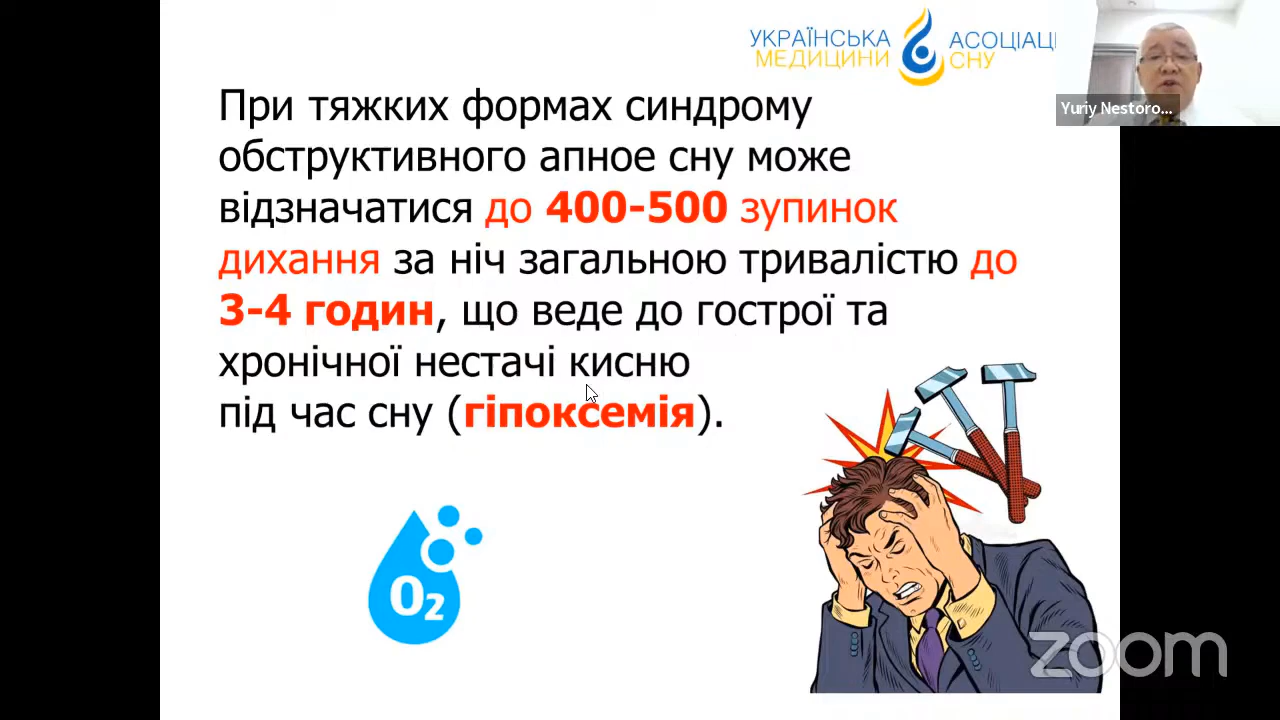 УКРАЇНСЬКА АСОЦІАЦІ
МЕДИЦИНИ СНУ
Yuriy Nestoro...
При тяжких формах синдрому
обструктивного апное сну може
відзначатися до 400-500 зупинок
дихання за ніч загальною тривалістю до
3-4 годин, що веде до гострої та
хронічної нестачі кисню
під час сну (гіпоксемія).
O2
zoom